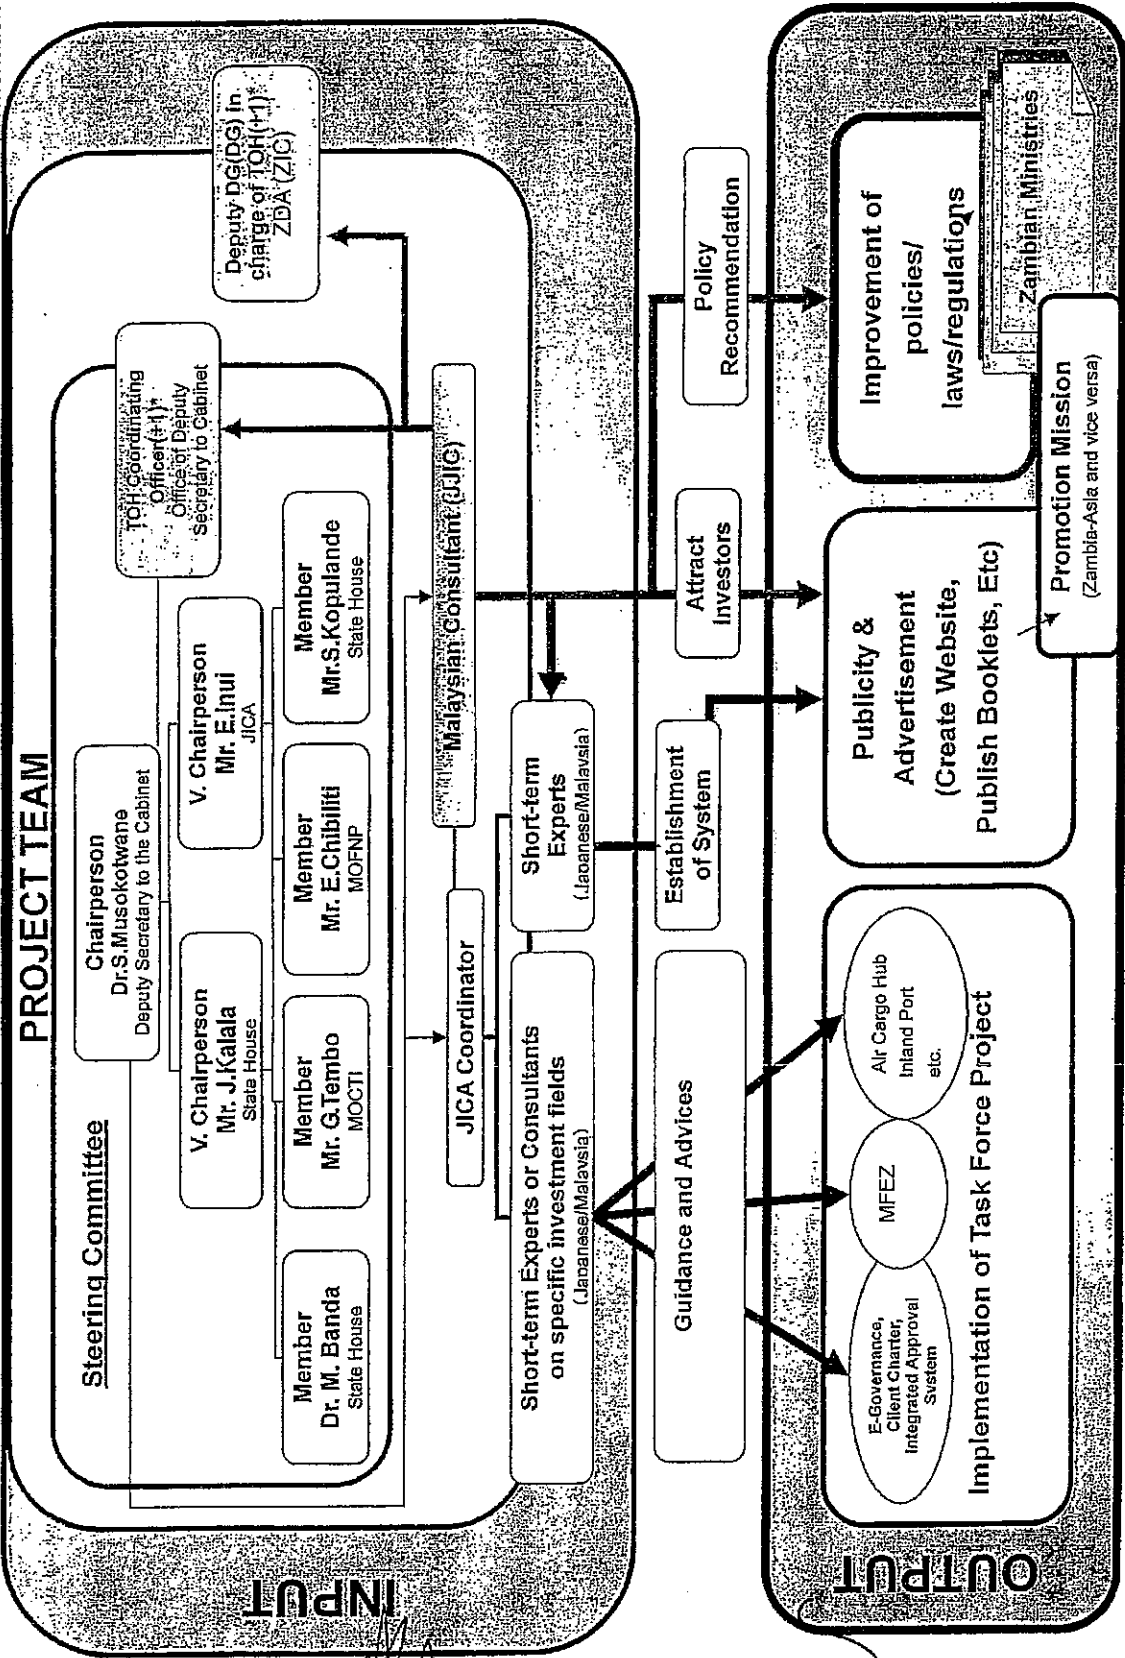 PROJECT TEAM
INPUT
Steering Committee
Chairperson
Dr.S.Musokotwane
Deputy Secretary to the Cabinet
V. Chairperson
Mr. J.Kalala
State House
V. Chairperson
Mr. E.Inui
JICA
Member
Dr. M. Banda
State House
Member
Mr. G.Tembo
MOCTI
Member
Mr. E.Chibiliti
MOFNP
Member
Mr.S.Kopulande
State House
TOH Coordinating
Officer(+1)*
Office of Deputy
Secretary to Cabinet
Deputy DG(DG) in
charge of TOH(+1)*
ZDA (ZIC)
JICA Coordinator
Malaysian Consultant (JJIC)
Short-term Experts or Consultants
on specific investment fields
(Japanese/Malaysia)
Short-term
Experts
(Japanese/Malaysia)
Guidance and Advices
Establishment
of System
Attract
Investors
Policy
Recommendation
OUTPUT
E-Governance,
Client Charter,
Integrated Approval
System
MFEZ
Air Cargo Hub
Inland Port
etc.
Implementation of Task Force Project
Publicity &
Advertisement
(Create Website,
Publish Booklets, Etc)
Improvement of
policies/
laws/regulations
Zambian Ministries
Promotion Mission
(Zambia-Asia and vice versa)